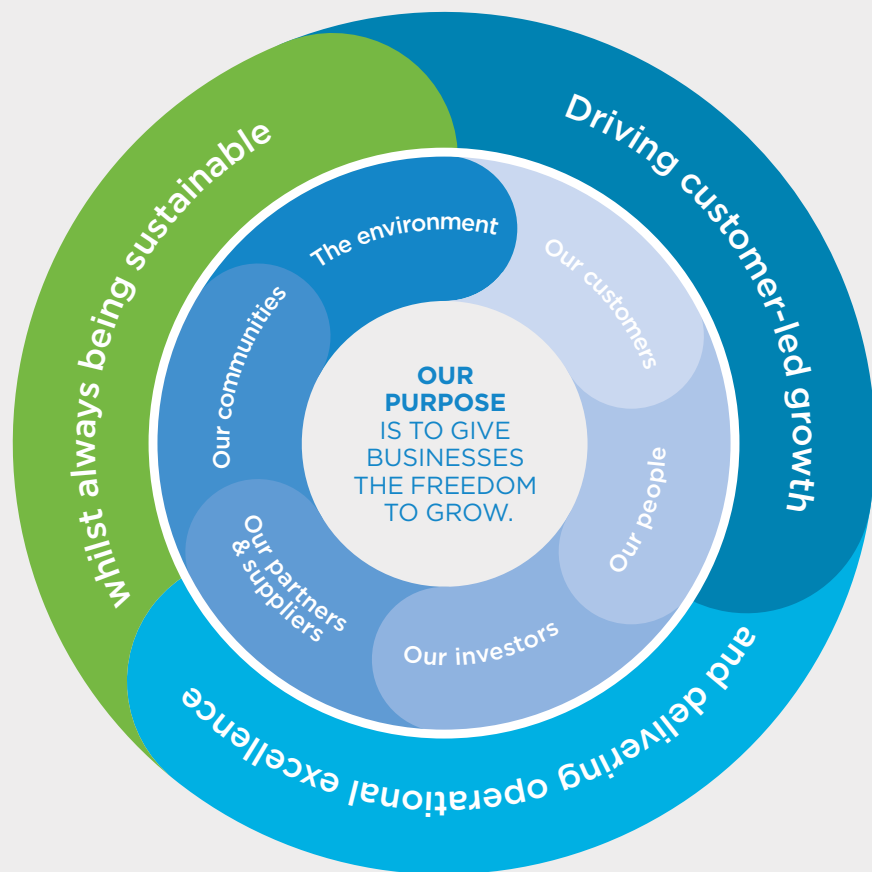 Driving customer-led growth
and delivering operational excellence
whilst always being sustainable
Our customers
Our people
Our investors
Our partners
& suppliers
Our communities
The environment
OUR
PURPOSE
IS TO GIVE
BUSINESSES
THE FREEDOM
TO GROW.